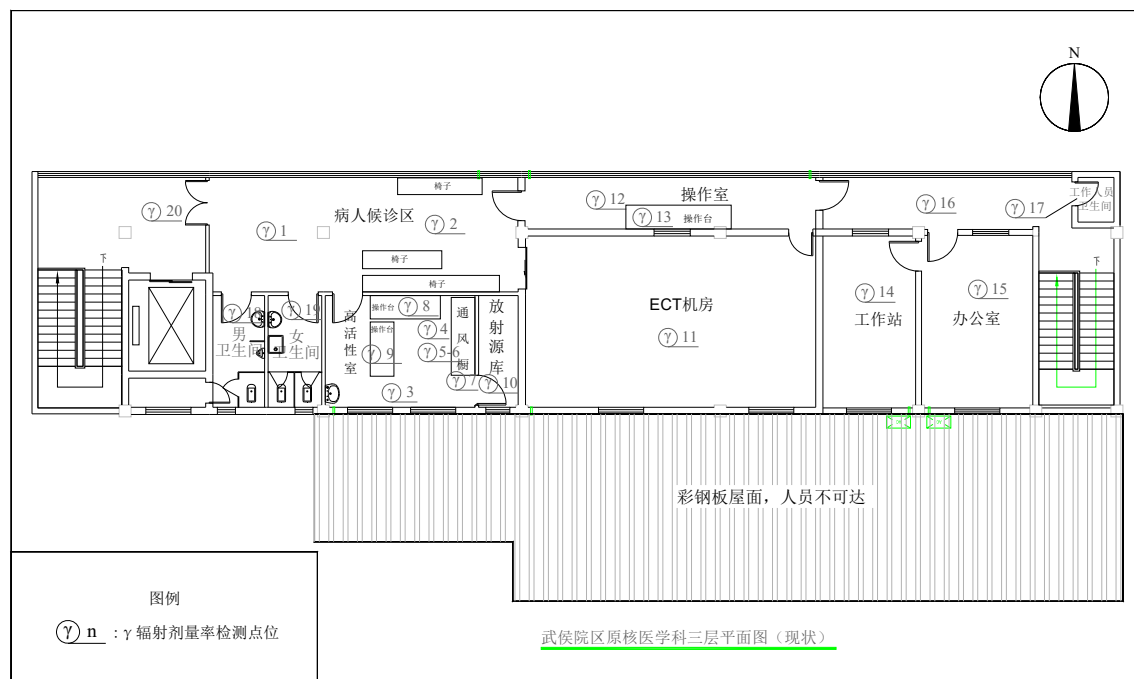 N
椅子
操作室
γ 12
γ 13 操作台
工作人员
卫生间
γ 16
γ 17
γ 20
病人候诊区
γ 1
γ 2
下
椅子
椅子
下
ECT机房
γ 11
γ 14
工作站
γ 15
办公室
γ 18
男
卫生间
γ 19
女
卫生间
高活性室
操作台
γ 8
操作台
γ 9
γ 4
γ 5-6
通风橱
放射源库
γ 7
γ 10
γ 3
彩钢板屋面，人员不可达
图例
γ n ：γ 辐射剂量率检测点位
武侯院区原核医学科三层平面图（现状）